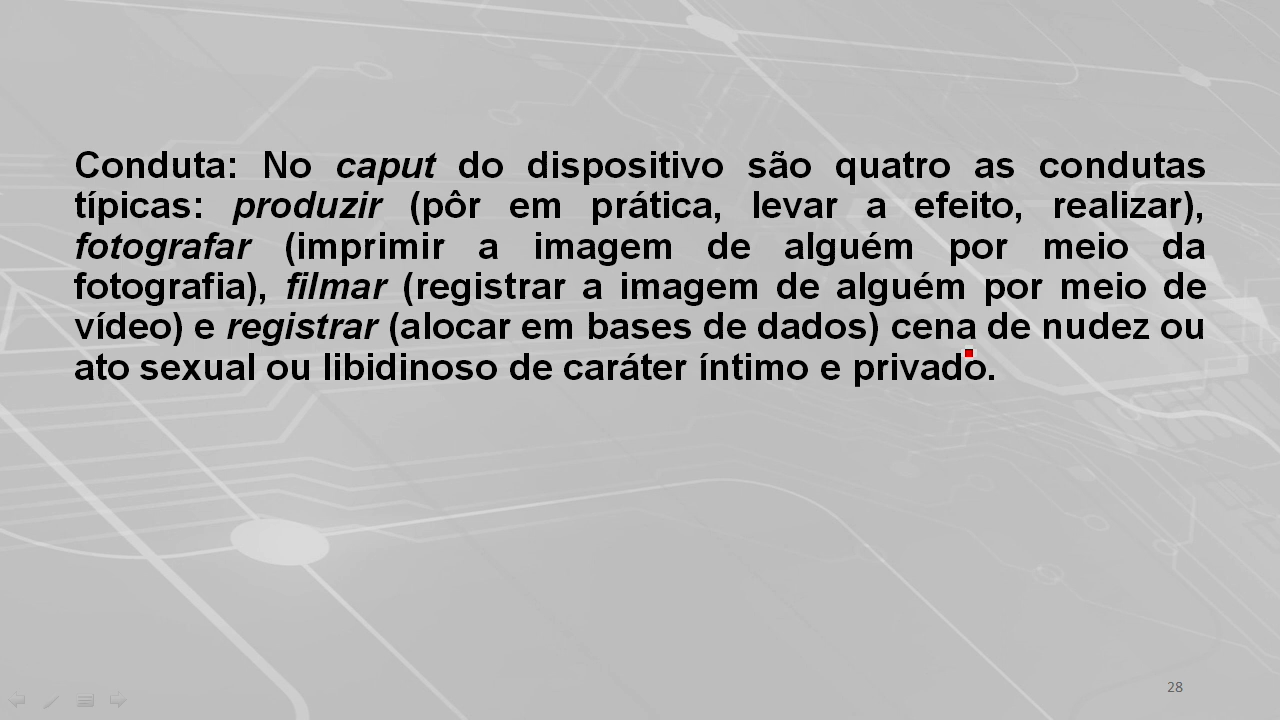 Conduta: No caput do dispositivo são quatro as condutas
típicas: produzir (pôr em prática, levar a efeito, realizar),
fotografar (imprimir a imagem de alguém por meio da
fotografia), filmar (registrar a imagem de alguém por meio de
vídeo) e registrar (alocar em bases de dados) cena de nudez ou
ato sexual ou libidinoso de caráter íntimo e privado.
28